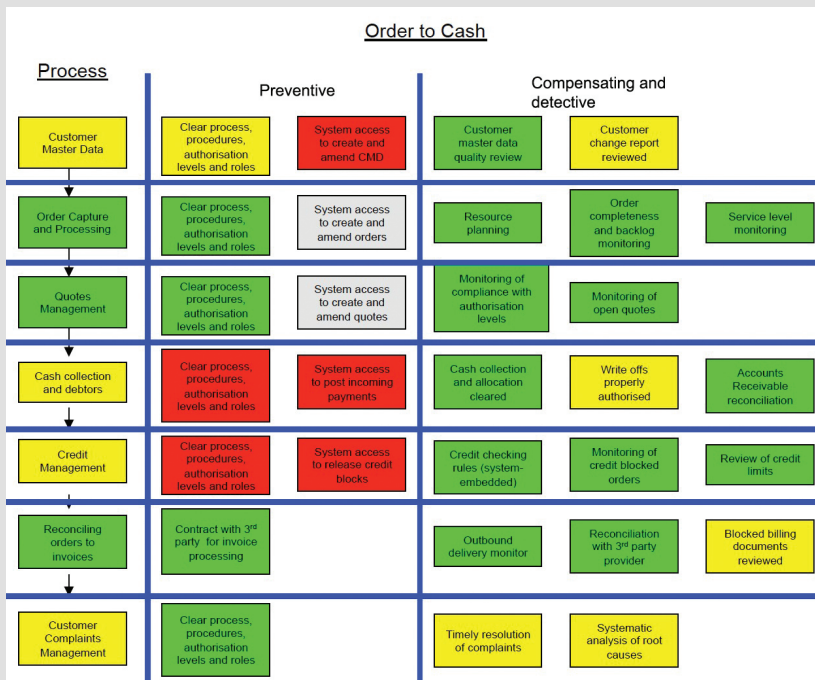 Order to Cash
Process
Preventive
Compensating and
detective
Customer
Master Data
Clear process,
procedures,
authorisation
levels and roles
System access
to create and
amend CMD
Customer
master data
quality review
Customer
change report
reviewed
Order Capture
and Processing
Clear process,
procedures,
authorisation
levels and roles
System access
to create and
amend orders
Resource
planning
Order
completeness
and backlog
monitoring
Service level
monitoring
Quotes
Management
Clear process,
procedures,
authorisation
levels and roles
System access
to create and
amend quotes
Monitoring of
compliance with
authorisation
levels
Monitoring of
open quotes
Cash collection
and debtors
Clear process,
procedures,
authorisation
levels and roles
System access
to post incoming
payments
Cash collection
and allocation
cleared
Write offs
properly
authorised
Accounts
Receivable
reconciliation
Credit
Management
Clear process,
procedures,
authorisation
levels and roles
System access
to release credit
blocks
Credit checking
rules (system-
embedded)
Monitoring of
credit blocked
orders
Review of credit
limits
Reconciling
orders to
invoices
Contract with 3rd
party for invoice
processing
Outbound
delivery monitor
Reconciliation
with 3rd party
provider
Blocked billing
documents
reviewed
Customer
Complaints
Management
Clear process,
procedures,
authorisation
levels and roles
Timely resolution
of complaints
Systematic
analysis of root
causes